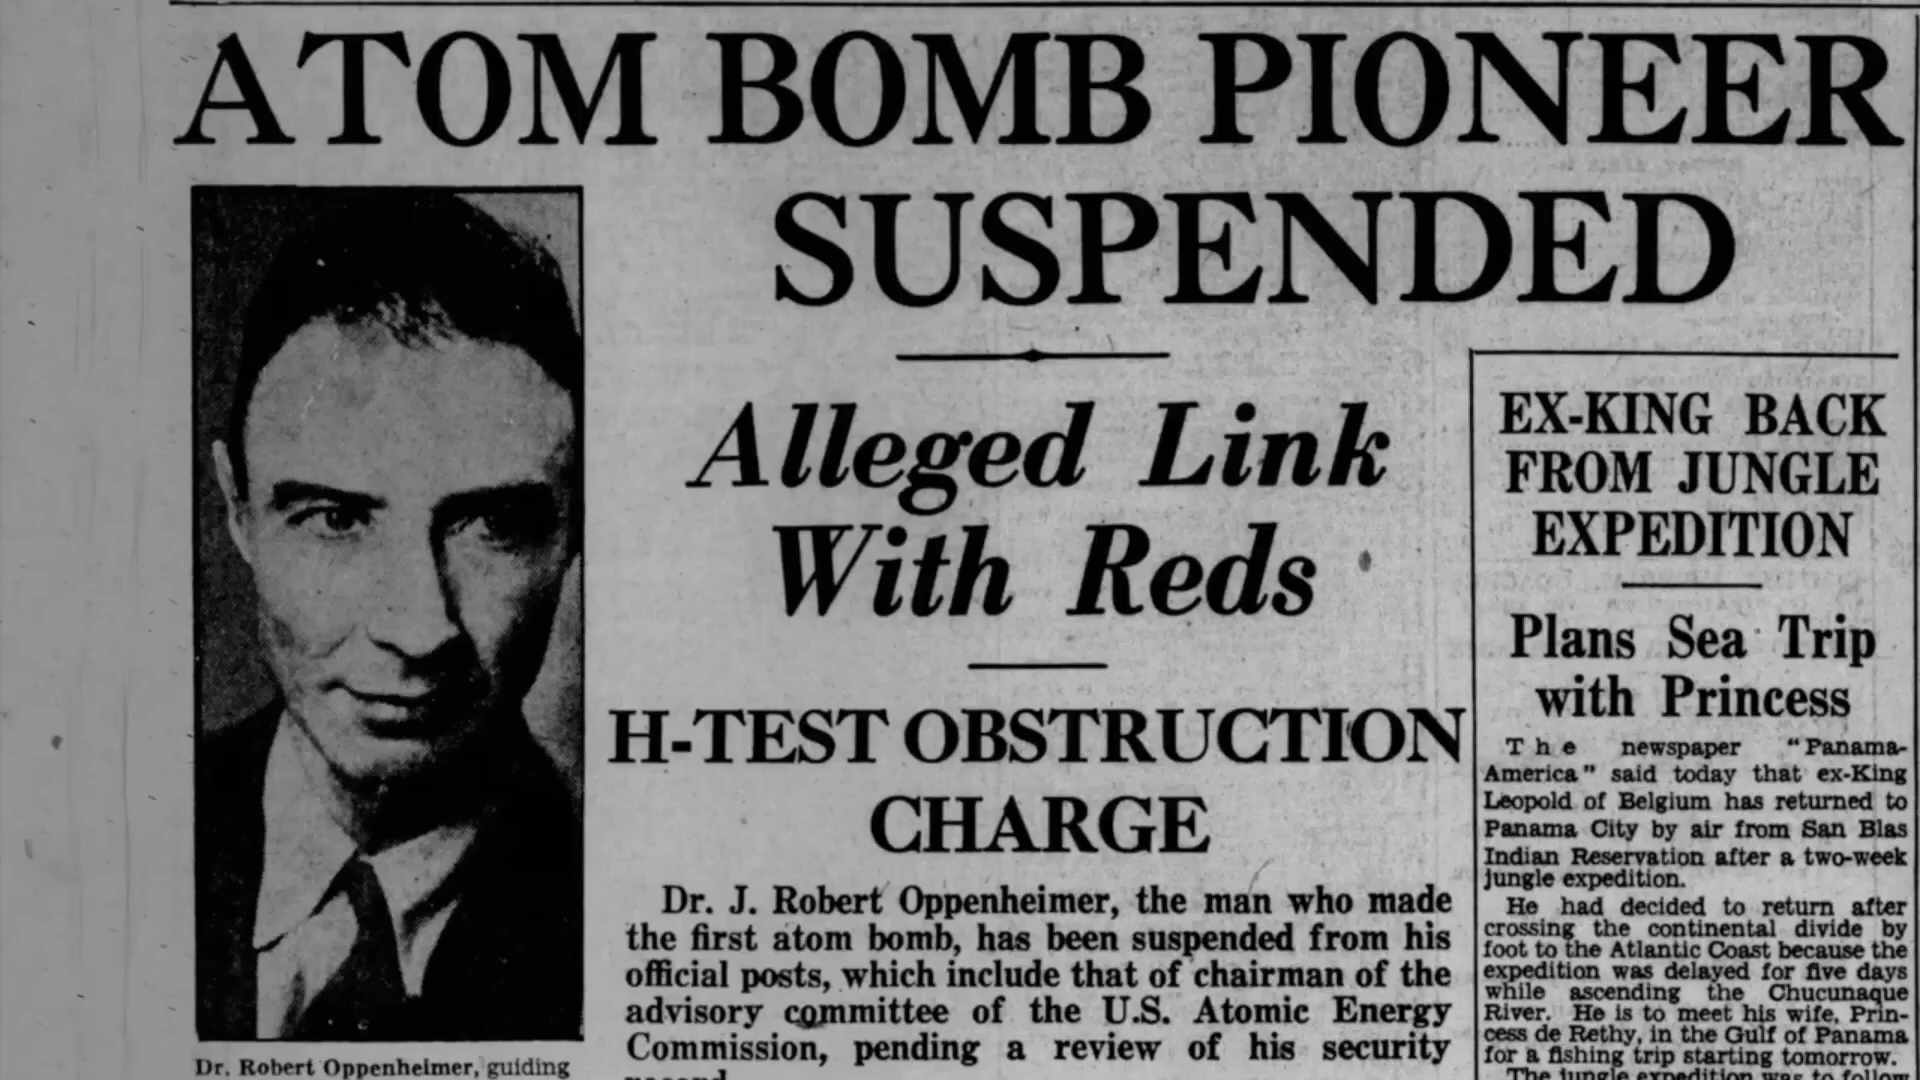 ATOM BOMB PIONEER
SUSPENDED
Alleged Link
With Reds
H-TEST OBSTRUCTION
CHARGE
Dr. J. Robert Oppenheimer, the man who made
the first atom bomb, has been suspended from his
official posts, which include that of chairman of the
advisory committee of the U.S. Atomic Energy
Commission, pending a review of his security
Dr. Robert Oppenheimer, guiding
EX-KING BACK
FROM JUNGLE
EXPEDITION
Plans Sea Trip
with Princess
The newspaper "Panama-
America" said today that ex-King
Leopold of Belgium has returned to
Panama City by air from San Blas
Indian Reservation after a two-week
jungle expedition.
He had decided to return after
crossing the continental divide by
foot to the Atlantic Coast because the
expedition was delayed for five days
while ascending the Chucunaque
River. He is to meet his wife, Prin-
cess de Rethy, in the Gulf of Panama
for a fishing trip starting tomorrow.
The jungle expedition was to follow